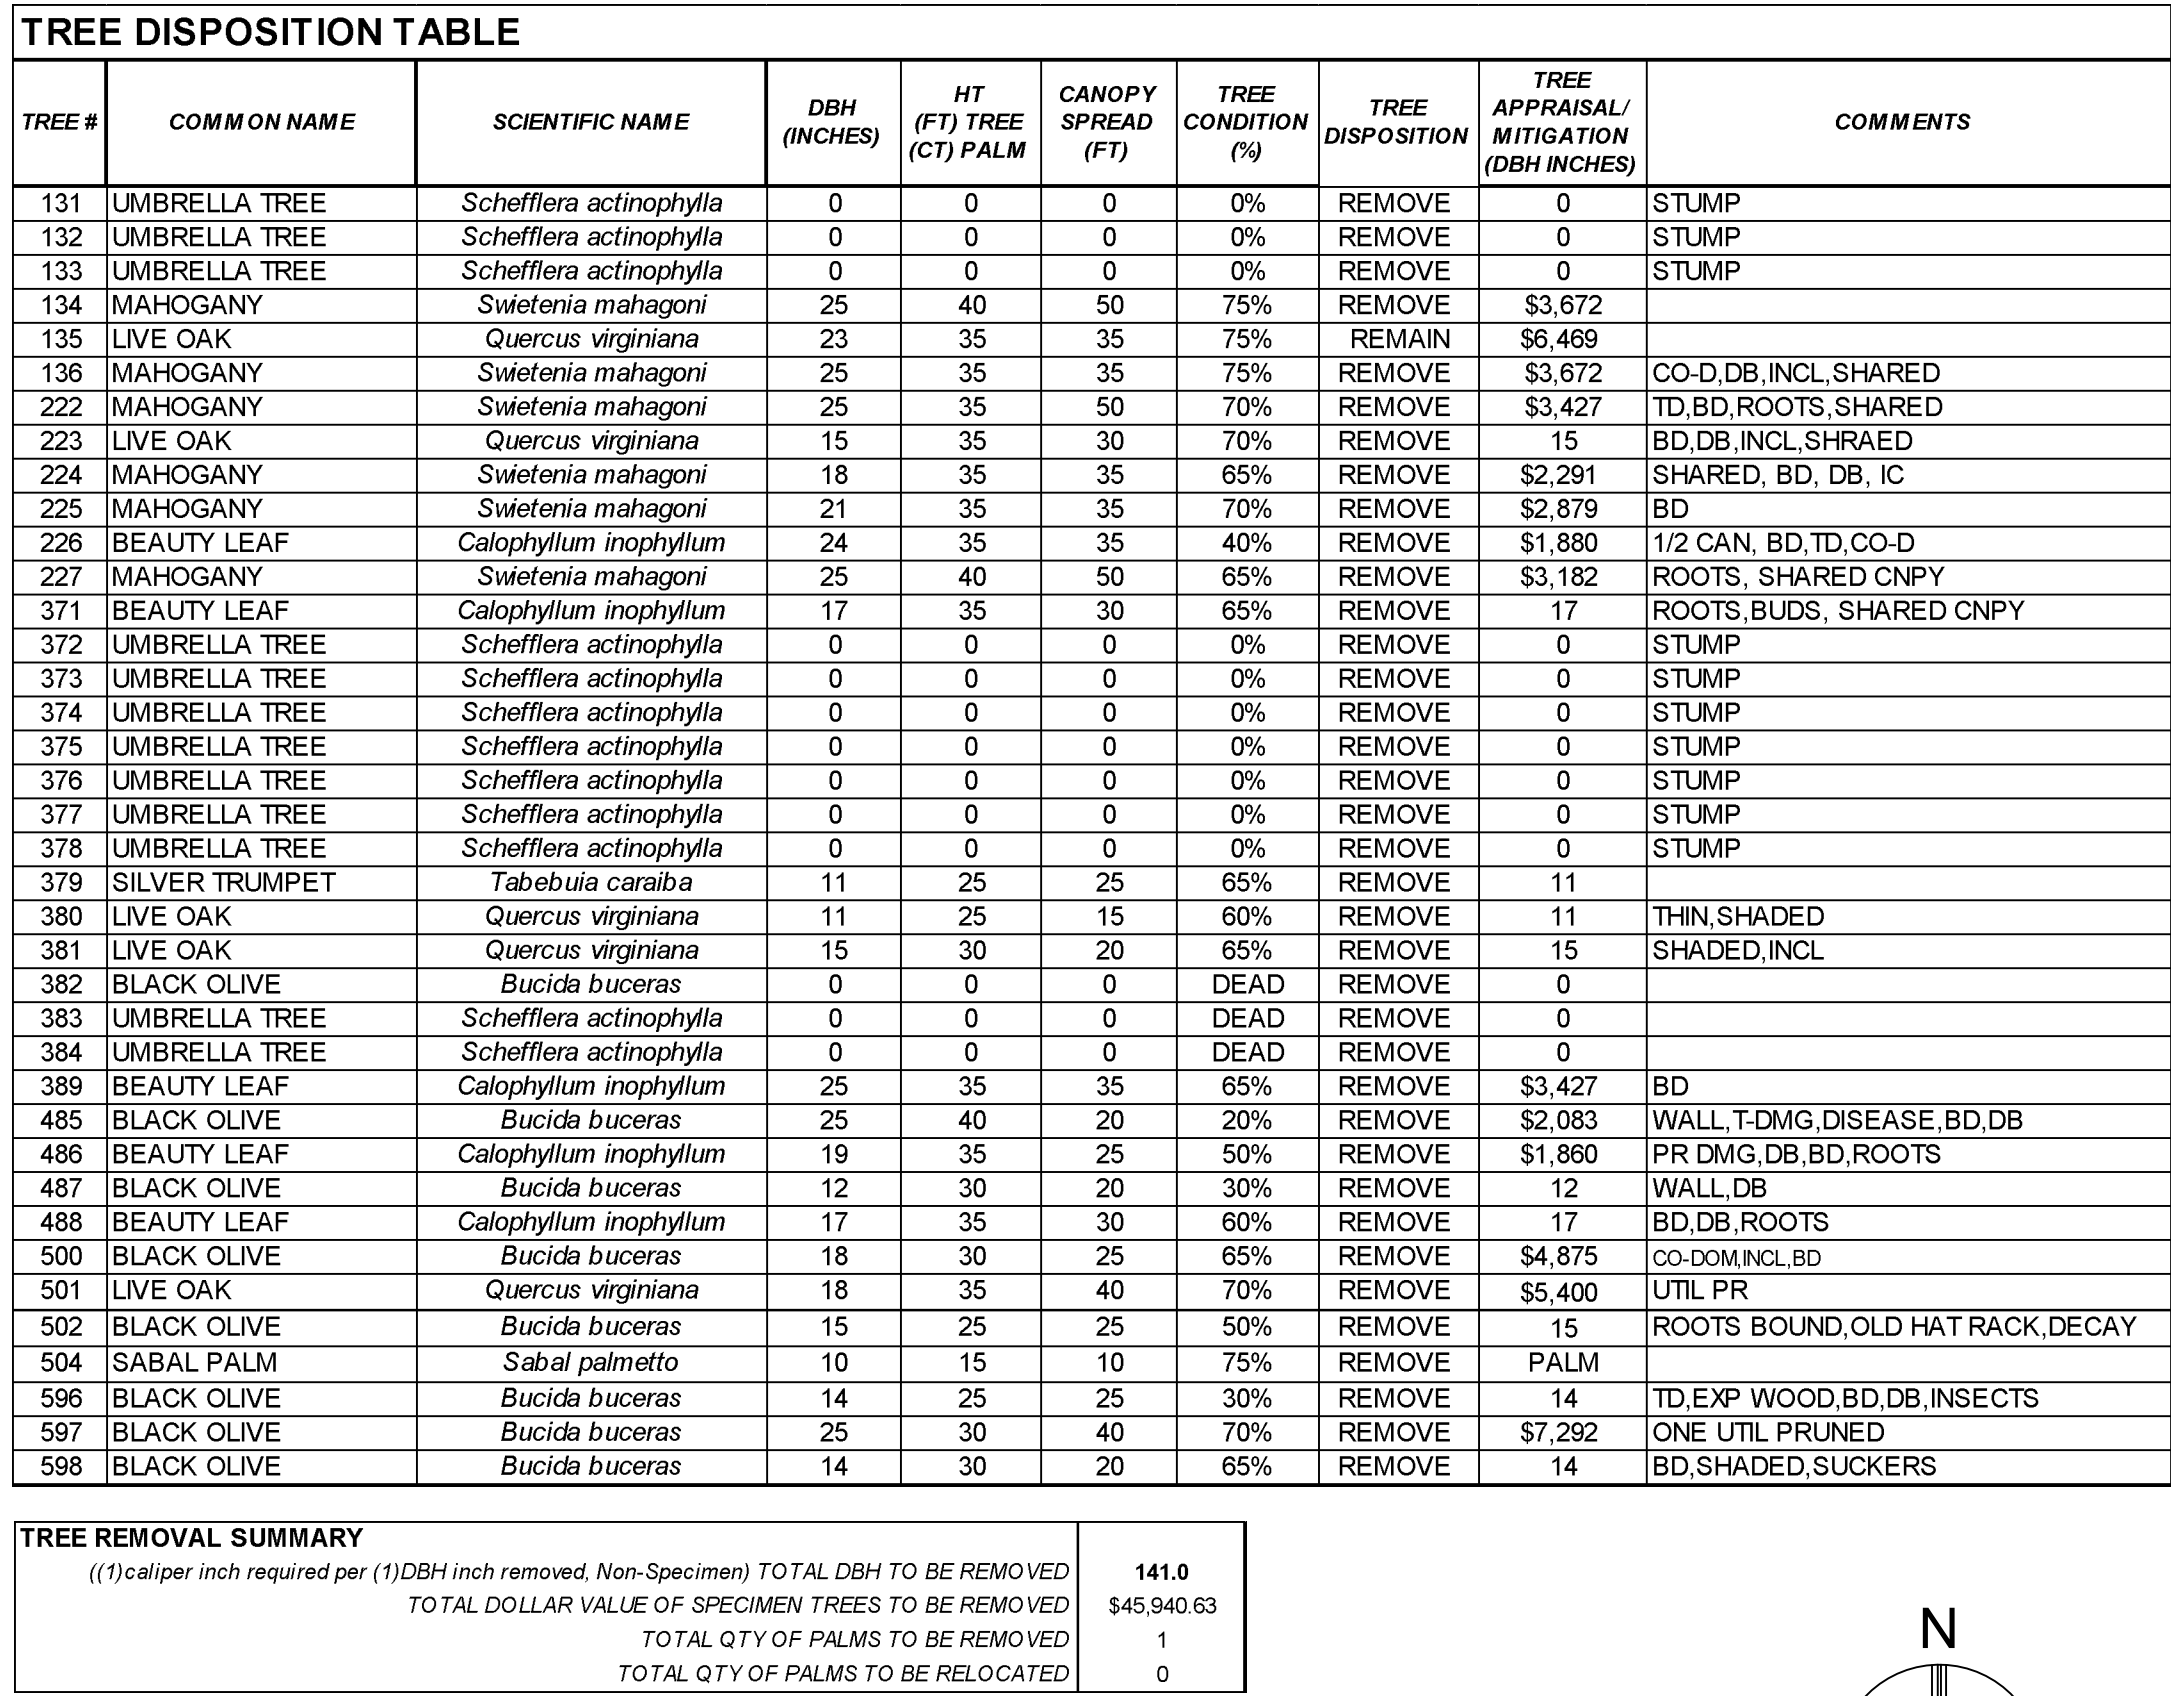 TREE DISPOSITION TABLE
TREE # COMMON NAME SCIENTIFIC NAME DBH (INCHES) HT (FT) TREE (CT) PALM CANOPY SPREAD (FT) TREE CONDITION (%) TREE DISPOSITION TREE APPRAISAL/ MITIGATION (DBH INCHES) COMMENTS
131 UMBRELLA TREE Schefflera actinophylla 0 0 0 0% REMOVE 0 STUMP
132 UMBRELLA TREE Schefflera actinophylla 0 0 0 0% REMOVE 0 STUMP
133 UMBRELLA TREE Schefflera actinophylla 0 0 0 0% REMOVE 0 STUMP
134 MAHOGANY Swietenia mahagoni 25 40 50 75% REMOVE $3,672
135 LIVE OAK Quercus virginiana 23 35 35 75% REMAIN $6,469
136 MAHOGANY Swietenia mahagoni 25 35 35 75% REMOVE $3,672 CO-D,DB,INCL,SHARED
222 MAHOGANY Swietenia mahagoni 25 35 50 70% REMOVE $3,427 TD,BD,ROOTS,SHARED
223 LIVE OAK Quercus virginiana 15 35 30 70% REMOVE 15 BD,DB,INCL,SHRAED
224 MAHOGANY Swietenia mahagoni 18 35 35 65% REMOVE $2,291 SHARED, BD, DB, IC
225 MAHOGANY Swietenia mahagoni 21 35 35 70% REMOVE $2,879 BD
226 BEAUTY LEAF Calophyllum inophyllum 24 35 35 40% REMOVE $1,880 1/2 CAN, BD,TD,CO-D
227 MAHOGANY Swietenia mahagoni 25 40 50 65% REMOVE $3,182 ROOTS, SHARED CNPY
371 BEAUTY LEAF Calophyllum inophyllum 17 35 30 65% REMOVE 17 ROOTS,BUDS, SHARED CNPY
372 UMBRELLA TREE Schefflera actinophylla 0 0 0 0% REMOVE 0 STUMP
373 UMBRELLA TREE Schefflera actinophylla 0 0 0 0% REMOVE 0 STUMP
374 UMBRELLA TREE Schefflera actinophylla 0 0 0 0% REMOVE 0 STUMP
375 UMBRELLA TREE Schefflera actinophylla 0 0 0 0% REMOVE 0 STUMP
376 UMBRELLA TREE Schefflera actinophylla 0 0 0 0% REMOVE 0 STUMP
377 UMBRELLA TREE Schefflera actinophylla 0 0 0 0% REMOVE 0 STUMP
378 UMBRELLA TREE Schefflera actinophylla 0 0 0 0% REMOVE 0 STUMP
379 SILVER TRUMPET Tabebuia caraiba 11 25 25 65% REMOVE 11
380 LIVE OAK Quercus virginiana 11 25 15 60% REMOVE 11 THIN,SHADED
381 LIVE OAK Quercus virginiana 15 30 20 65% REMOVE 15 SHADED,INCL
382 BLACK OLIVE Bucida buceras 0 0 0 DEAD REMOVE 0
383 UMBRELLA TREE Schefflera actinophylla 0 0 0 DEAD REMOVE 0
384 UMBRELLA TREE Schefflera actinophylla 0 0 0 DEAD REMOVE 0
389 BEAUTY LEAF Calophyllum inophyllum 25 35 35 65% REMOVE $3,427 BD
485 BLACK OLIVE Bucida buceras 25 40 20 20% REMOVE $2,083 WALL,T-DMG,DISEASE,BD,DB
486 BEAUTY LEAF Calophyllum inophyllum 19 35 25 50% REMOVE $1,860 PR DMG,DB,BD,ROOTS
487 BLACK OLIVE Bucida buceras 12 30 20 30% REMOVE 12 WALL,DB
488 BEAUTY LEAF Calophyllum inophyllum 17 35 30 60% REMOVE 17 BD,DB,ROOTS
500 BLACK OLIVE Bucida buceras 18 30 25 65% REMOVE $4,875 CO-DOM,INCL,BD
501 LIVE OAK Quercus virginiana 18 35 40 70% REMOVE $5,400 UTIL PR
502 BLACK OLIVE Bucida buceras 15 25 25 50% REMOVE 15 ROOTS BOUND,OLD HAT RACK,DECAY
504 SABAL PALM Sabal palmetto 10 15 10 75% REMOVE PALM
596 BLACK OLIVE Bucida buceras 14 25 25 30% REMOVE 14 TD,EXP WOOD,BD,DB,INSECTS
597 BLACK OLIVE Bucida buceras 25 30 40 70% REMOVE $7,292 ONE UTIL PRUNED
598 BLACK OLIVE Bucida buceras 14 30 20 65% REMOVE 14 BD,SHADED,SUCKERS
TREE REMOVAL SUMMARY
((1)caliper inch required per (1)DBH inch removed, Non-Specimen) TOTAL DBH TO BE REMOVED 141.0
TOTAL DOLLAR VALUE OF SPECIMEN TREES TO BE REMOVED $45,940.63
TOTAL QTY OF PALMS TO BE REMOVED 1
TOTAL QTY OF PALMS TO BE RELOCATED 0
N